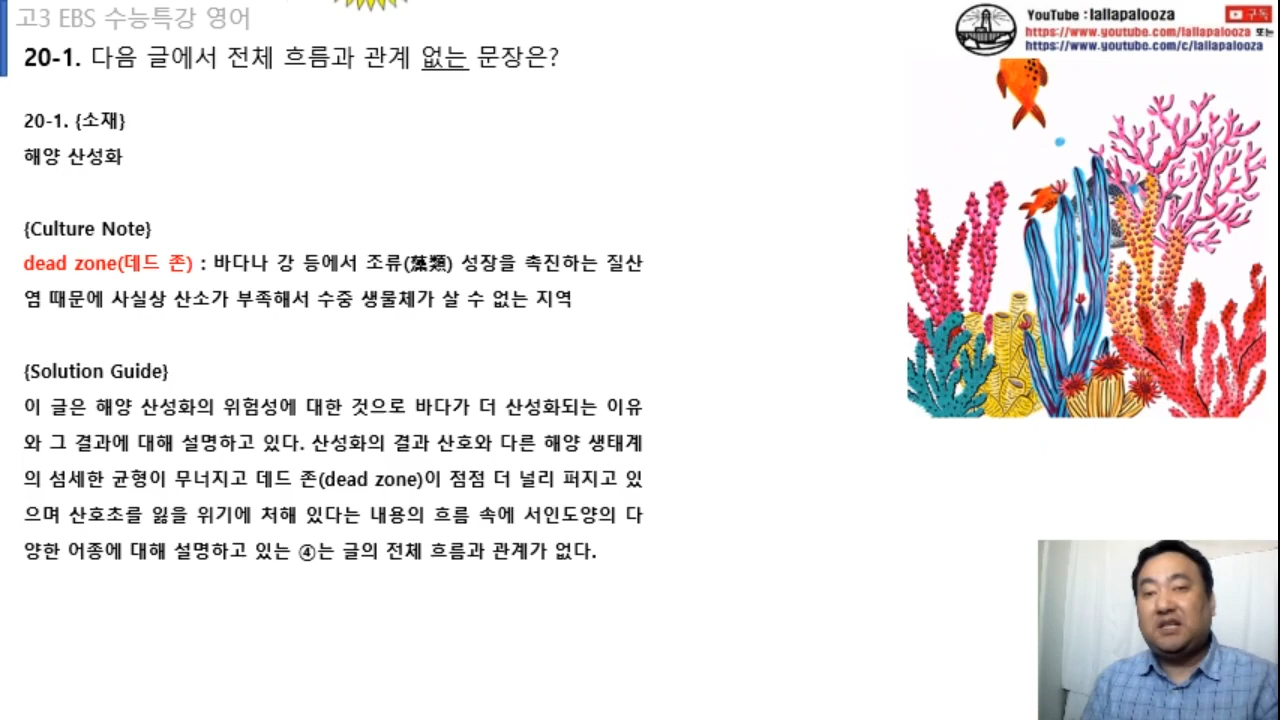 고3 EBS 수능특강 영어
20-1. 다음 글에서 전체 흐름과 관계 없는 문장은?
YouTube : lallapalooza
구독
https://www.youtube.com/lallapalooza 또는
https://www.youtube.com/c/lallapalooza
20-1. {소재}
해양 산성화
{Culture Note}
dead zone(데드 존) : 바다나 강 등에서 조류(藻類) 성장을 촉진하는 질산
염 때문에 사실상 산소가 부족해서 수중 생물체가 살 수 없는 지역
{Solution Guide}
이 글은 해양 산성화의 위험성에 대한 것으로 바다가 더 산성화되는 이유
와 그 결과에 대해 설명하고 있다. 산성화의 결과 산호와 다른 해양 생태계
의 섬세한 균형이 무너지고 데드 존(dead zone)이 점점 더 널리 퍼지고 있
으며 산호초를 잃을 위기에 처해 있다는 내용의 흐름 속에 서인도양의 다
양한 어종에 대해 설명하고 있는 ④는 글의 전체 흐름과 관계가 없다.